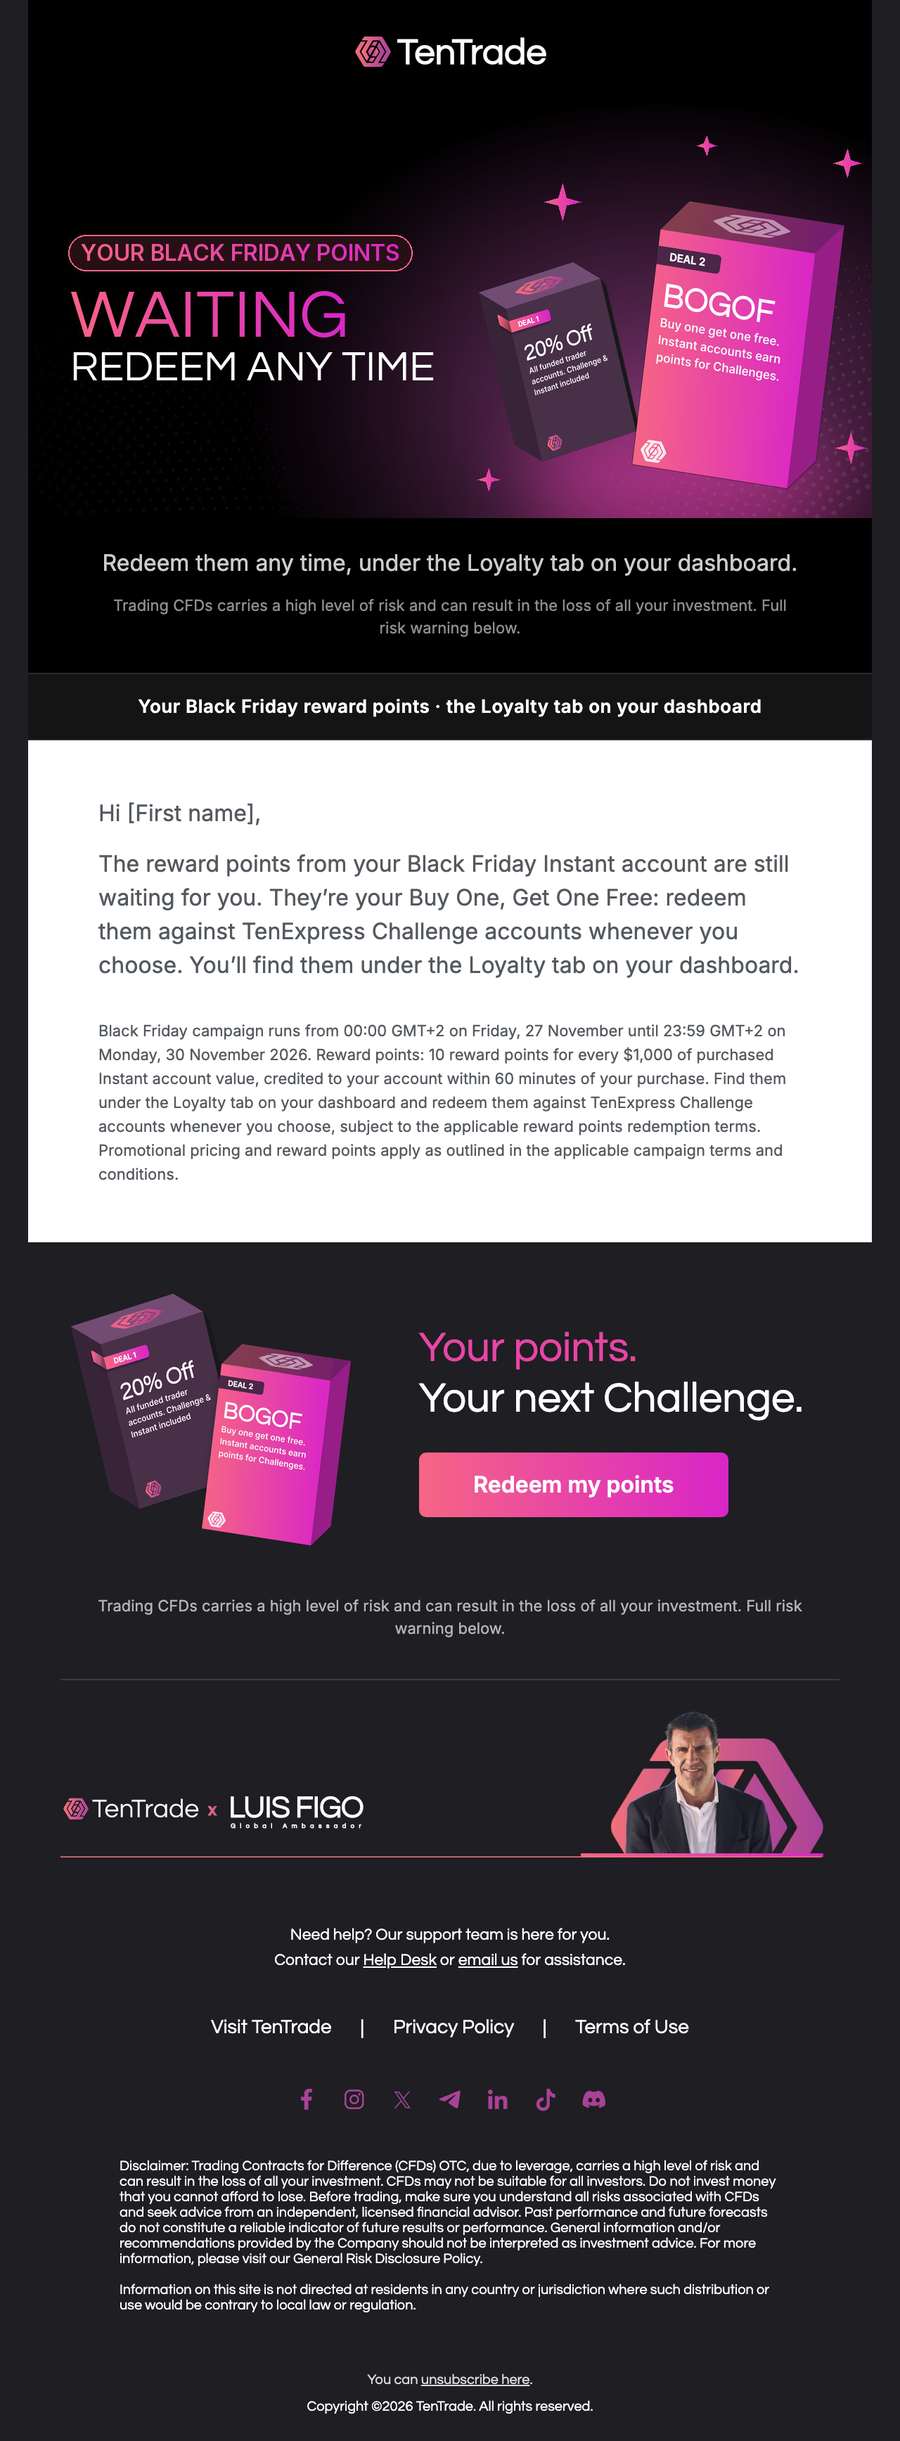 TenTrade
YOUR BLACK FRIDAY POINTS
WAITING
REDEEM ANY TIME
DEAL 1
20% Off
All funded trader
accounts. Challenge &
Instant included
DEAL 2
BOGOF
Buy one get one free.
Instant accounts earn
points for Challenges.
Redeem them any time, under the Loyalty tab on your dashboard.
Trading CFDs carries a high level of risk and can result in the loss of all your investment. Full
risk warning below.
Your Black Friday reward points · the Loyalty tab on your dashboard
Hi [First name],
The reward points from your Black Friday Instant account are still
waiting for you. They’re your Buy One, Get One Free: redeem
them against TenExpress Challenge accounts whenever you
choose. You’ll find them under the Loyalty tab on your dashboard.
Black Friday campaign runs from 00:00 GMT+2 on Friday, 27 November until 23:59 GMT+2 on
Monday, 30 November 2026. Reward points: 10 reward points for every $1,000 of purchased
Instant account value, credited to your account within 60 minutes of your purchase. Find them
under the Loyalty tab on your dashboard and redeem them against TenExpress Challenge
accounts whenever you choose, subject to the applicable reward points redemption terms.
Promotional pricing and reward points apply as outlined in the applicable campaign terms and
conditions.
DEAL 1
20% Off
All funded trader
accounts. Challenge &
Instant included
DEAL 2
BOGOF
Buy one get one free.
Instant accounts earn
points for Challenges.
Your points.
Your next Challenge.
Redeem my points
Trading CFDs carries a high level of risk and can result in the loss of all your investment. Full risk
warning below.
TenTrade x LUIS FIGO
Global Ambassador
Need help? Our support team is here for you.
Contact our Help Desk or email us for assistance.
Visit TenTrade | Privacy Policy | Terms of Use
Disclaimer: Trading Contracts for Difference (CFDs) OTC, due to leverage, carries a high level of risk and
can result in the loss of all your investment. CFDs may not be suitable for all investors. Do not invest money
that you cannot afford to lose. Before trading, make sure you understand all risks associated with CFDs
and seek advice from an independent, licensed financial advisor. Past performance and future forecasts
do not constitute a reliable indicator of future results or performance. General information and/or
recommendations provided by the Company should not be interpreted as investment advice. For more
information, please visit our General Risk Disclosure Policy.
Information on this site is not directed at residents in any country or jurisdiction where such distribution or
use would be contrary to local law or regulation.
You can unsubscribe here.
Copyright ©2026 TenTrade. All rights reserved.